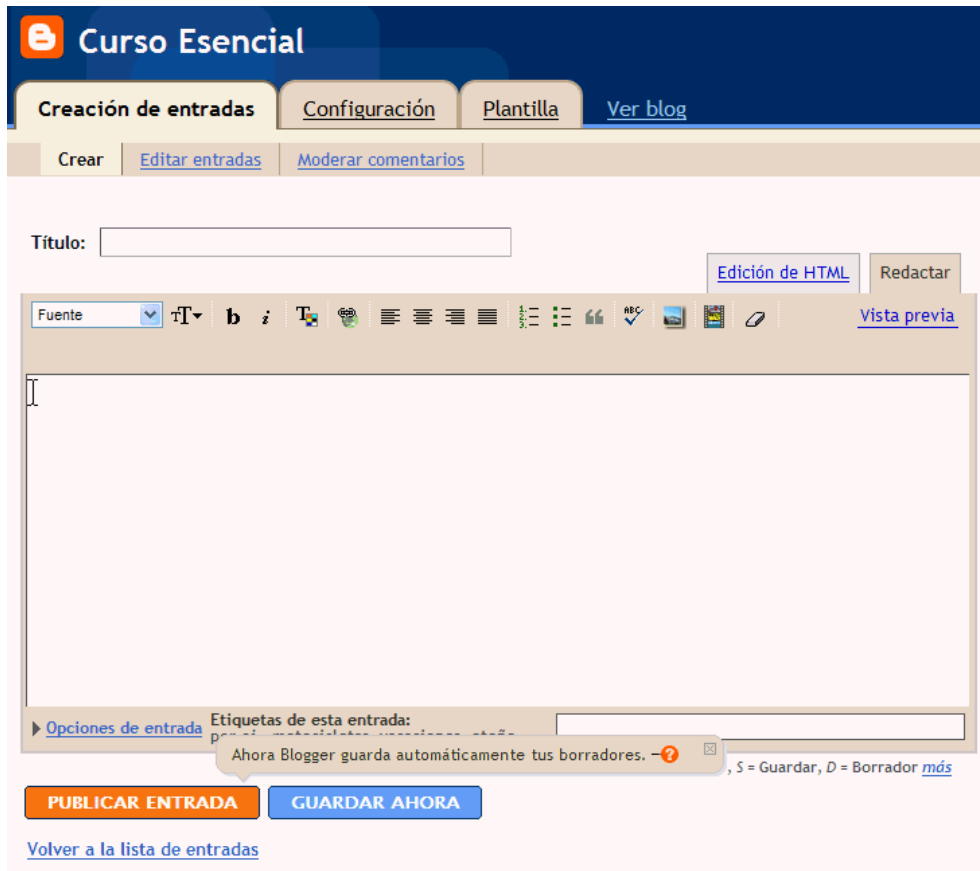 Curso Esencial
Creación de entradas Configuración Plantilla Ver blog
Crear Editar entradas Moderar comentarios
Título:
Edición de HTML Redactar
Fuente Vista previa
Opciones de entrada Etiquetas de esta entrada:
Ahora Blogger guarda automáticamente tus borradores. –?
, S = Guardar, D = Borrador más
PUBLICAR ENTRADA GUARDAR AHORA
Volver a la lista de entradas